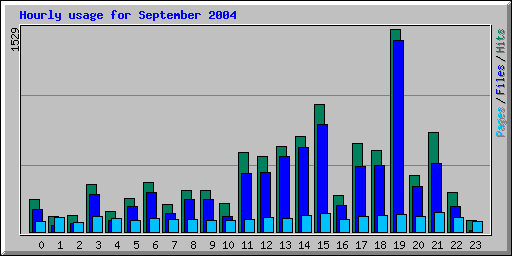 Hourly usage for September 2004
1529
Pages / Files / Hits
0 1 2 3 4 5 6 7 8 9 10 11 12 13 14 15 16 17 18 19 20 21 22 23